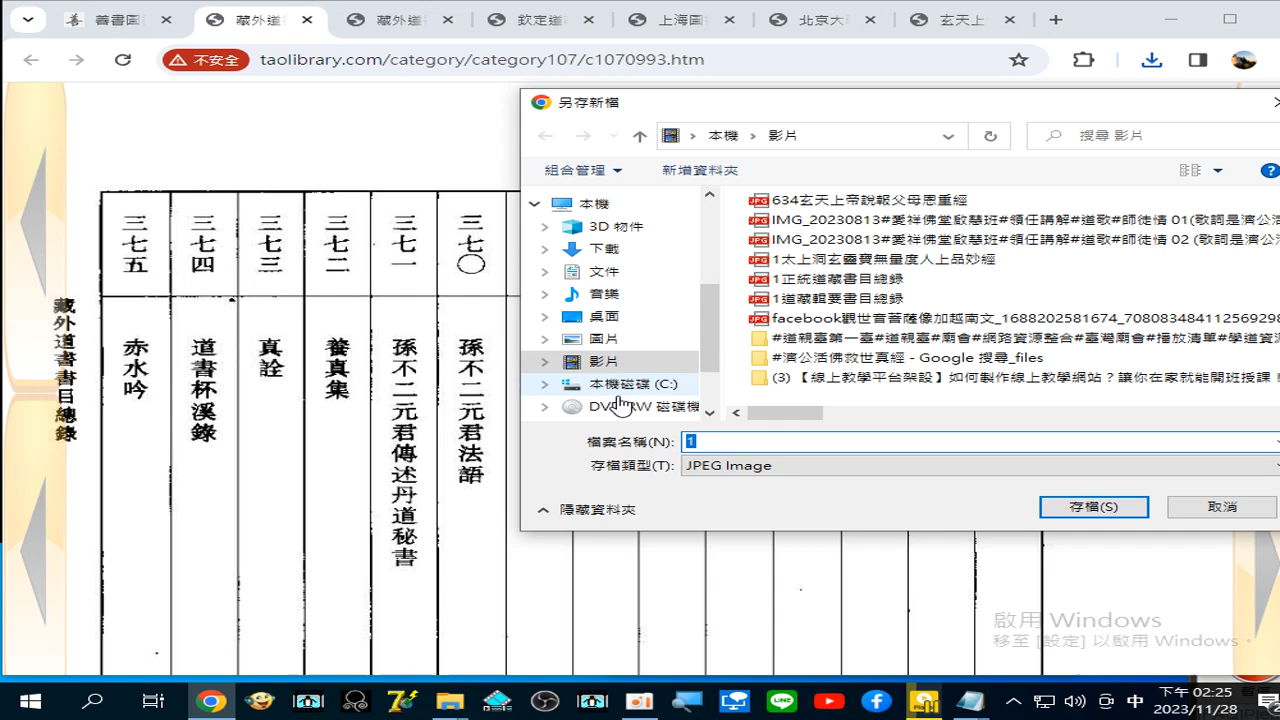 善書圖
藏外道
藏外道
欽定道
上海圖
北京大
玄天上
不安全
taolibrary.com/category/category107/c1070993.htm
另存新檔
本機
影片
搜尋 影片
組合管理
新增資料夾
本機
3D 物件
下載
文件
音樂
桌面
圖片
影片
本機磁碟 (C:)
634玄天上帝說報父母恩重經
IMG_20230813#愛祥佛堂啟慧班#領任講解#道歌#師徒情 01(歌詞是濟公
IMG_20230813#愛祥佛堂啟慧班#領任講解#道歌#師徒情 02 (歌詞是濟公
1太上洞玄靈寶無量度人上品妙經
1正統道藏書目總錄
1道藏輯要書目總錄
facebook觀世音菩薩像加越南文_1688202581674_708083484112569298
#道親臺第一臺#道親臺#廟會#網路資源整合#臺灣廟會#播放清單#學道資
#濟公活佛救世真經 - Google 搜尋_files
(3) 【線上教學平台架設】如何製作線上教學網站？讓你在家就能開班授課！
檔案名稱(N):
1
存檔類型(T):
JPEG Image
隱藏資料夾
存檔(S)
取消
三七〇
孫不二元君法語
三七一
孫不二元君傳述丹道秘書
三七二
養真集
三七三
真詮
三七四
道書杯溪錄
三七五
赤水吟
藏外道書書目總錄
啟用 Windows
移至 [設定] 以啟用 Windows。
中
下午 02:25
2023/11/28